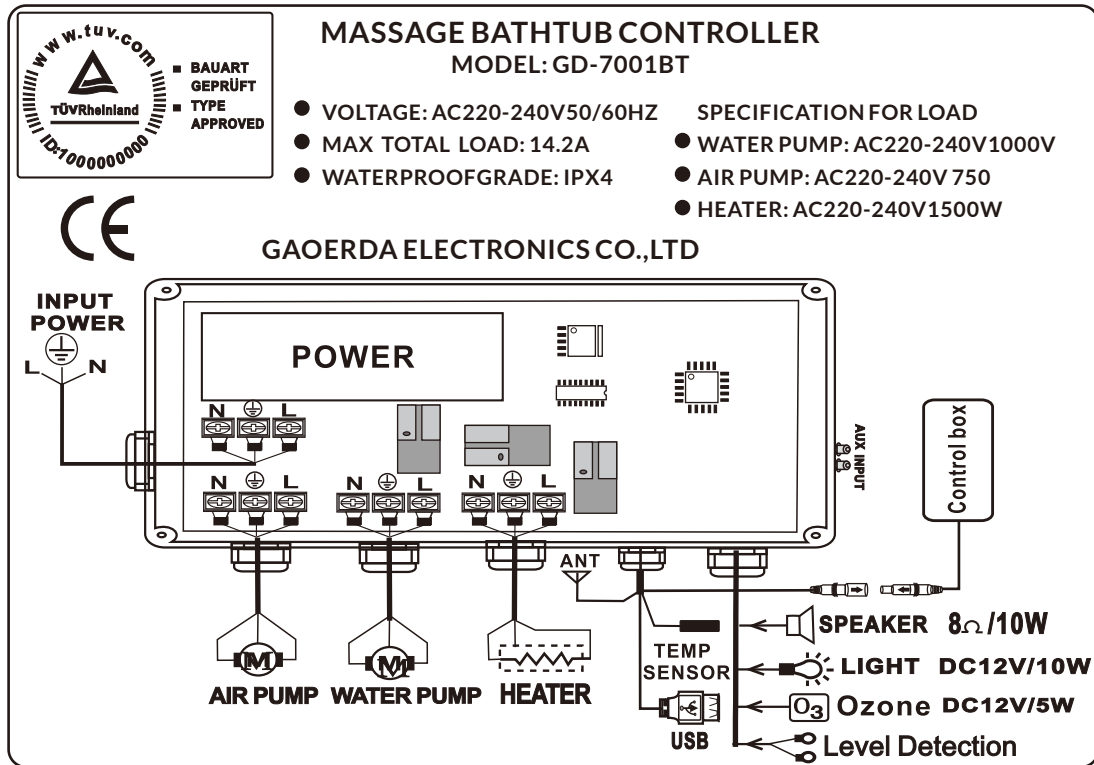 www.tuv.com
TÜVRheinland
ID:1000000000
BAUART
GEPRÜFT
TYPE
APPROVED
CE
MASSAGE BATHTUB CONTROLLER
MODEL: GD-7001BT
VOLTAGE: AC220-240V50/60HZ
MAX TOTAL LOAD: 14.2A
WATERPROOFGRADE: IPX4
SPECIFICATION FOR LOAD
WATER PUMP: AC220-240V1000V
AIR PUMP: AC220-240V 750
HEATER: AC220-240V1500W
GAOERDA ELECTRONICS CO.,LTD
INPUT
POWER
L N
POWER
N L
N L
N L
N L
AUX INPUT
Control box
ANT
TEMP
SENSOR
USB
M
AIR PUMP
M
WATER PUMP
HEATER
SPEAKER 8Ω/10W
LIGHT DC12V/10W
O3 Ozone DC12V/5W
Level Detection